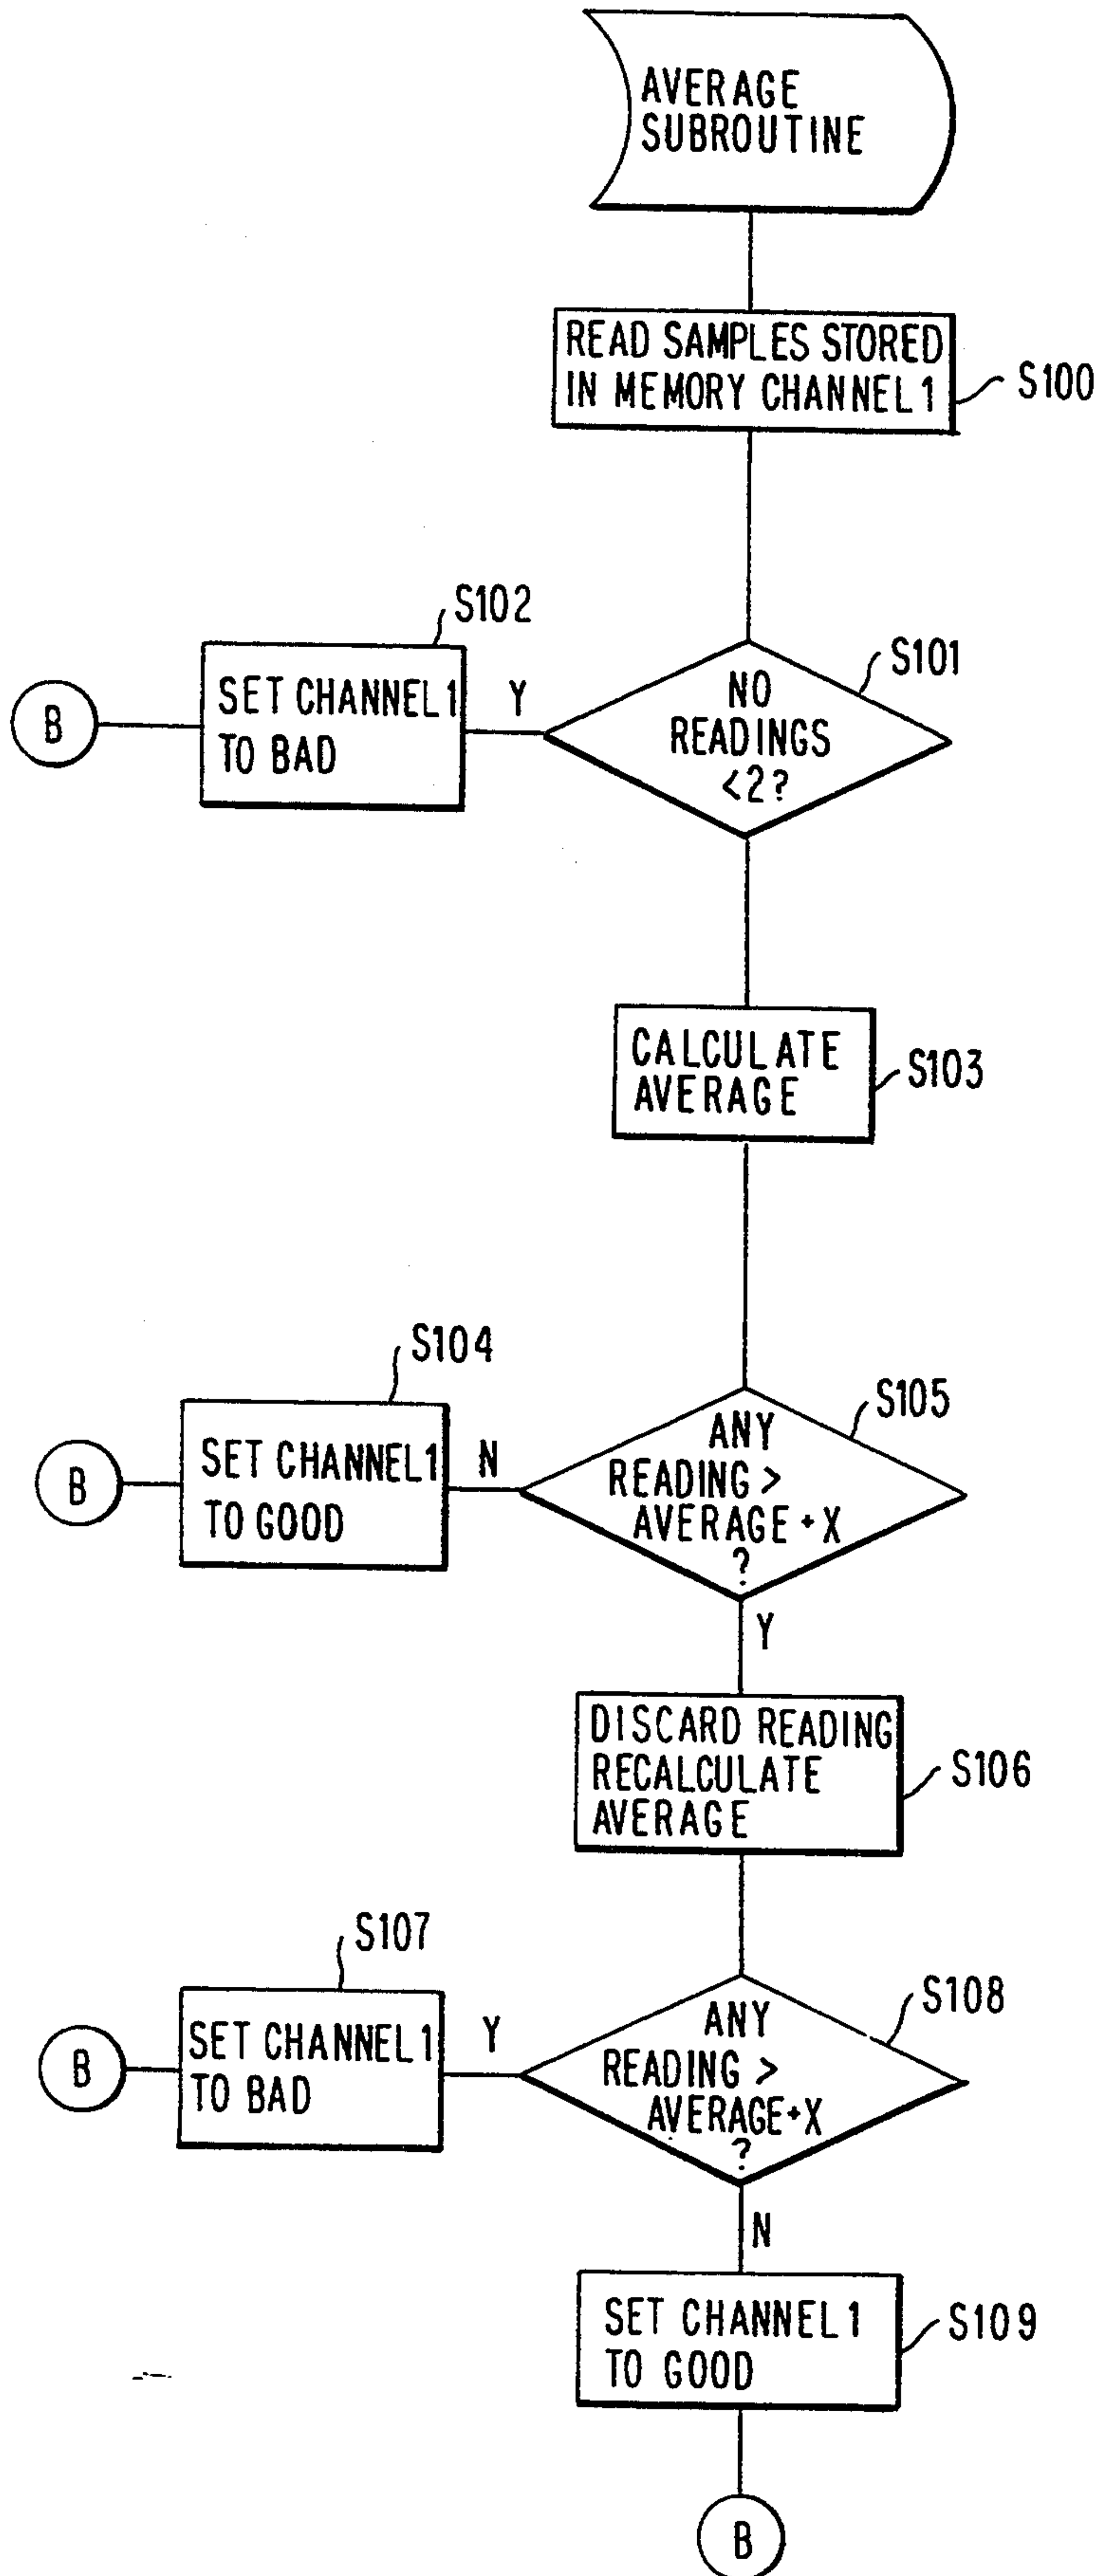 AVERAGE
SUBROUTINE
READ SAMPLES STORED
IN MEMORY CHANNEL 1
S100
S102
SET CHANNEL 1
TO BAD
B
Y
S101
NO
READINGS
<2?
CALCULATE
AVERAGE
S103
S104
SET CHANNEL 1
TO GOOD
B
N
S105
ANY
READING >
AVERAGE + X
?
Y
DISCARD READING
RECALCULATE
AVERAGE
S106
S107
SET CHANNEL 1
TO BAD
B
Y
S108
ANY
READING >
AVERAGE+X
?
N
SET CHANNEL 1
TO GOOD
S109
B